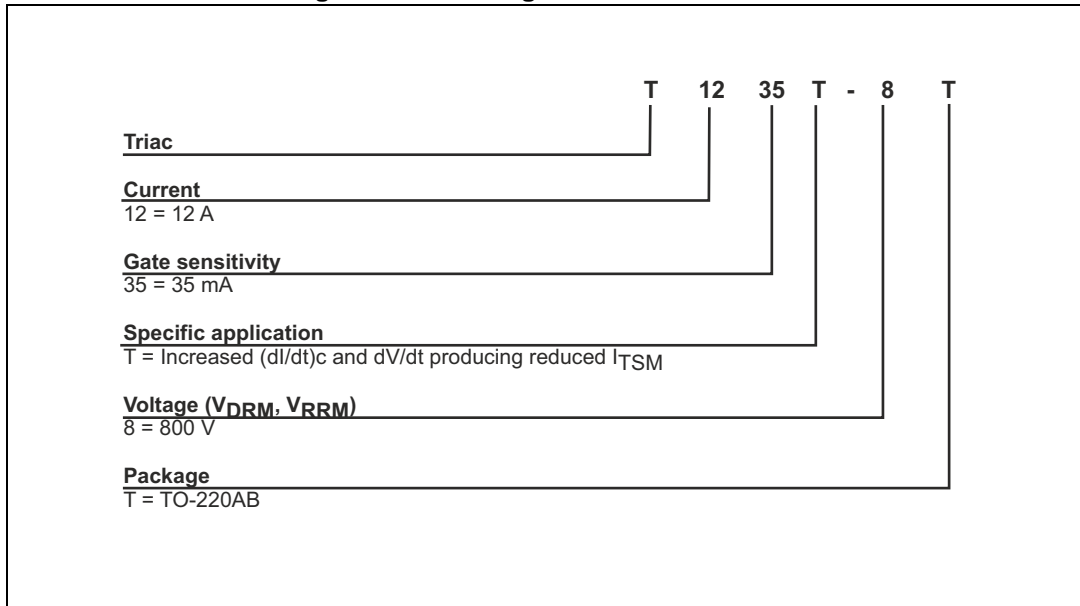 T 12 35 T - 8 T
Triac
Current
12 = 12 A
Gate sensitivity
35 = 35 mA
Specific application
T = Increased (dI/dt)c and dV/dt producing reduced ITSM
Voltage (VDRM, VRRM)
8 = 800 V
Package
T = TO-220AB